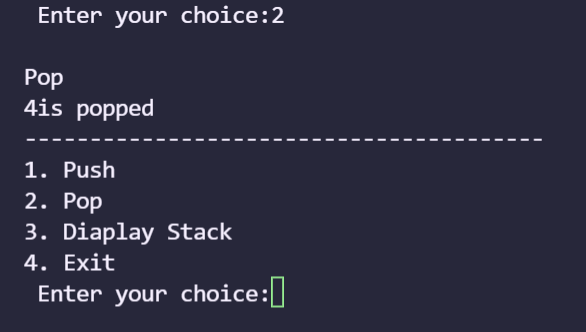 Enter your choice:2
Pop
4is popped
----------------------------------------
1. Push
2. Pop
3. Diaplay Stack
4. Exit
Enter your choice: